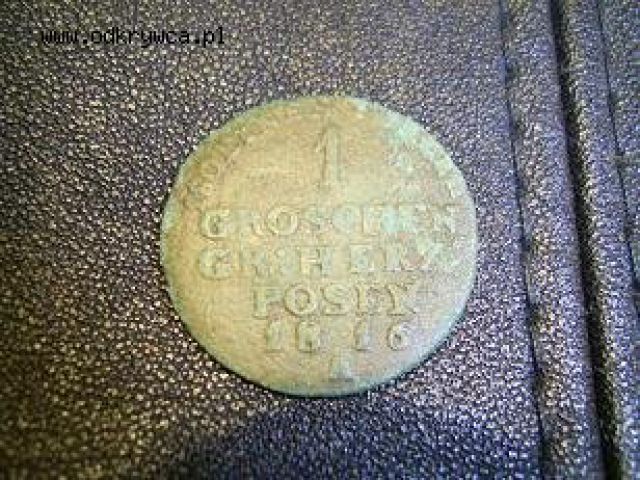 www.odkrywca.pl
1
GROSCHEN
GR:HERZ.
POSEN
1816
A